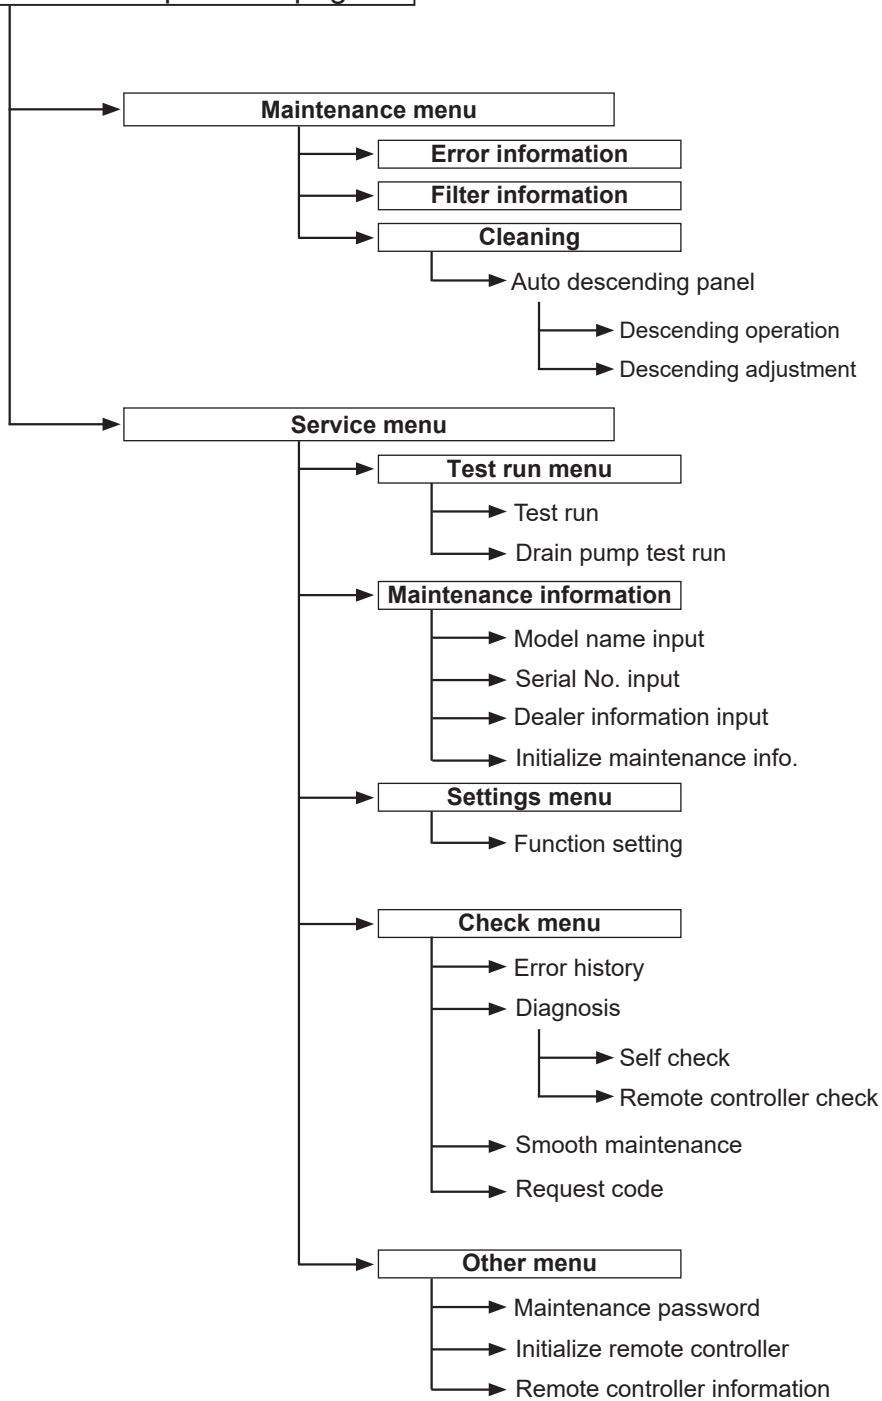 Maintenance menu
Error information
Filter information
Cleaning
Auto descending panel
Descending operation
Descending adjustment
Service menu
Test run menu
Test run
Drain pump test run
Maintenance information
Model name input
Serial No. input
Dealer information input
Initialize maintenance info.
Settings menu
Function setting
Check menu
Error history
Diagnosis
Self check
Remote controller check
Smooth maintenance
Request code
Other menu
Maintenance password
Initialize remote controller
Remote controller information